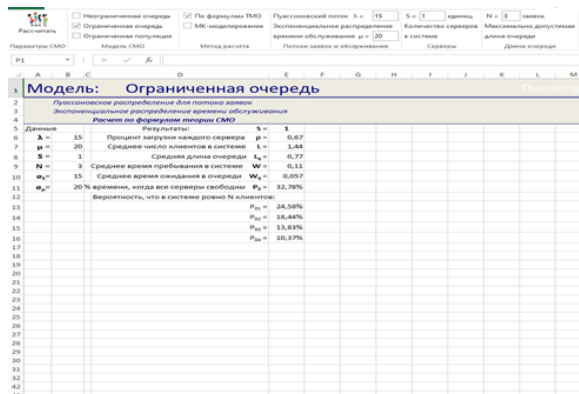 Неограниченная очередь По формулам ТМО Пуассоновский поток λ = 15 S = 1 единиц N = 3 заявок
Рассчитать Ограниченная очередь МК-моделирование Экспоненциальное распределение Количество серверов Максимально допустимая
Ограниченная популяция времени обслуживания μ = 20 в системе длина очереди
Параметры СМО Модель СМО Метод расчета Потоки заявок и обслуживания Серверы Длина очереди
P1 fx
A B C D E F G H I J K L M
1 Модель: Ограниченная очередь Queueing
2 Пуассоновское распределение для потока заявок
3 Экспоненциальное распределение времени обслуживания
4 Расчет по формулам теории СМО
5 Данные Результаты: S = 1
6 λ = 15 Процент загрузки каждого сервера ρ = 0,67
7 μ = 20 Среднее число клиентов в системе L = 1,44
8 S = 1 Средняя длина очереди Lq = 0,77
9 N = 3 Среднее время пребывания в системе W = 0,11
10 σλ= 15 Среднее время ожидания в очереди Wq = 0,057
11 σμ= 20 % времени, когда все серверы свободны P0 = 32,78%
12 Вероятность, что в системе ровно N клиентов:
13 P01 = 24,58%
14 P02 = 18,44%
15 P03 = 13,83%
16 P04 = 10,37%
17
18
19
20
21
22
23
24
25
26
27
28
29
30
31
32
42